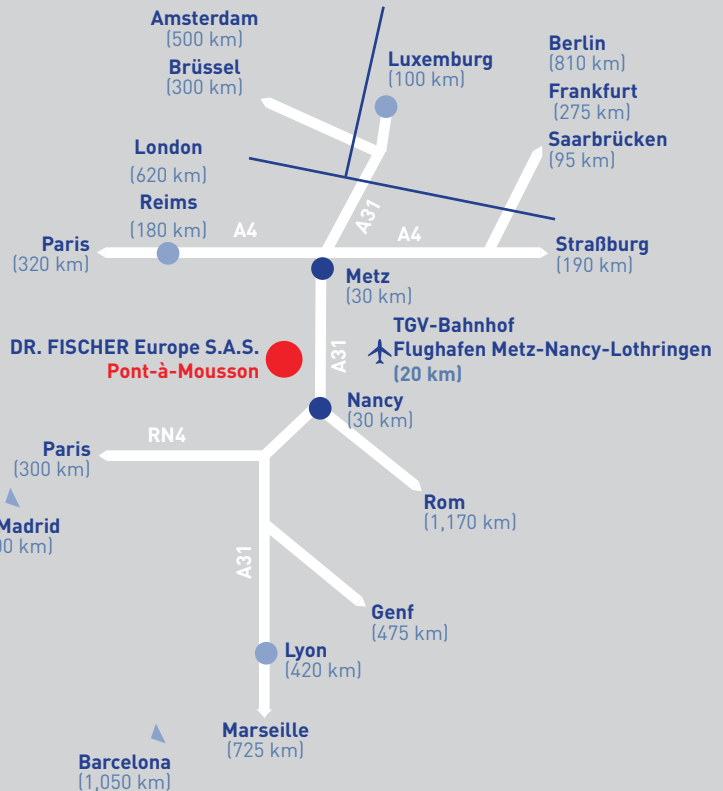 Amsterdam
(500 km)
Brüssel
(300 km)
Luxemburg
(100 km)
Berlin
(810 km)
Frankfurt
(275 km)
Saarbrücken
(95 km)
London
(620 km)
Reims
(180 km)
A31
A4
A4
Paris
(320 km)
Straßburg
(190 km)
Metz
(30 km)
DR. FISCHER Europe S.A.S.
Pont-à-Mousson
A31
TGV-Bahnhof
Flughafen Metz-Nancy-Lothringen
(20 km)
Nancy
(30 km)
RN4
Paris
(300 km)
Rom
(1,170 km)
Madrid
km)
A31
Genf
(475 km)
Lyon
(420 km)
Marseille
(725 km)
Barcelona
(1,050 km)